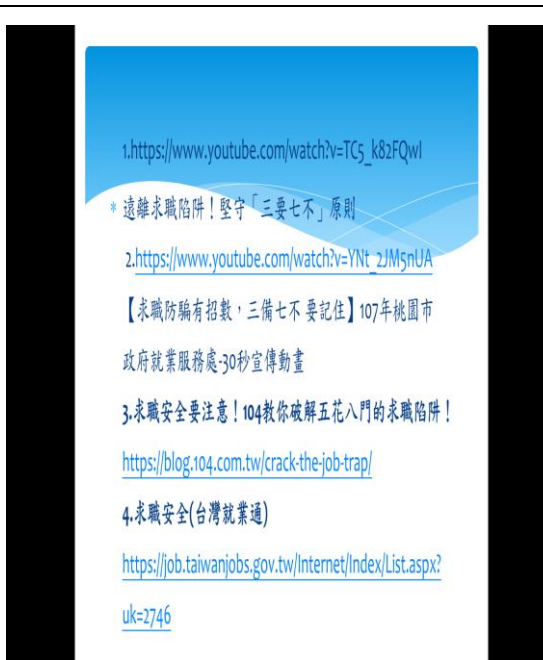 1.https://www.youtube.com/watch?v=TC5_k82FQwI
* 遠離求職陷阱！堅守「三要七不」原則
2.https://www.youtube.com/watch?v=YNt_2JM5nUA
【求職防騙有招數，三備七不 要記住】107年桃園市
政府就業服務處-30秒宣傳動畫
3.求職安全要注意！104教你破解五花八門的求職陷阱！
https://blog.104.com.tw/crack-the-job-trap/
4.求職安全(台灣就業通)
https://job.taiwanjobs.gov.tw/Internet/Index/List.aspx?
uk=2746